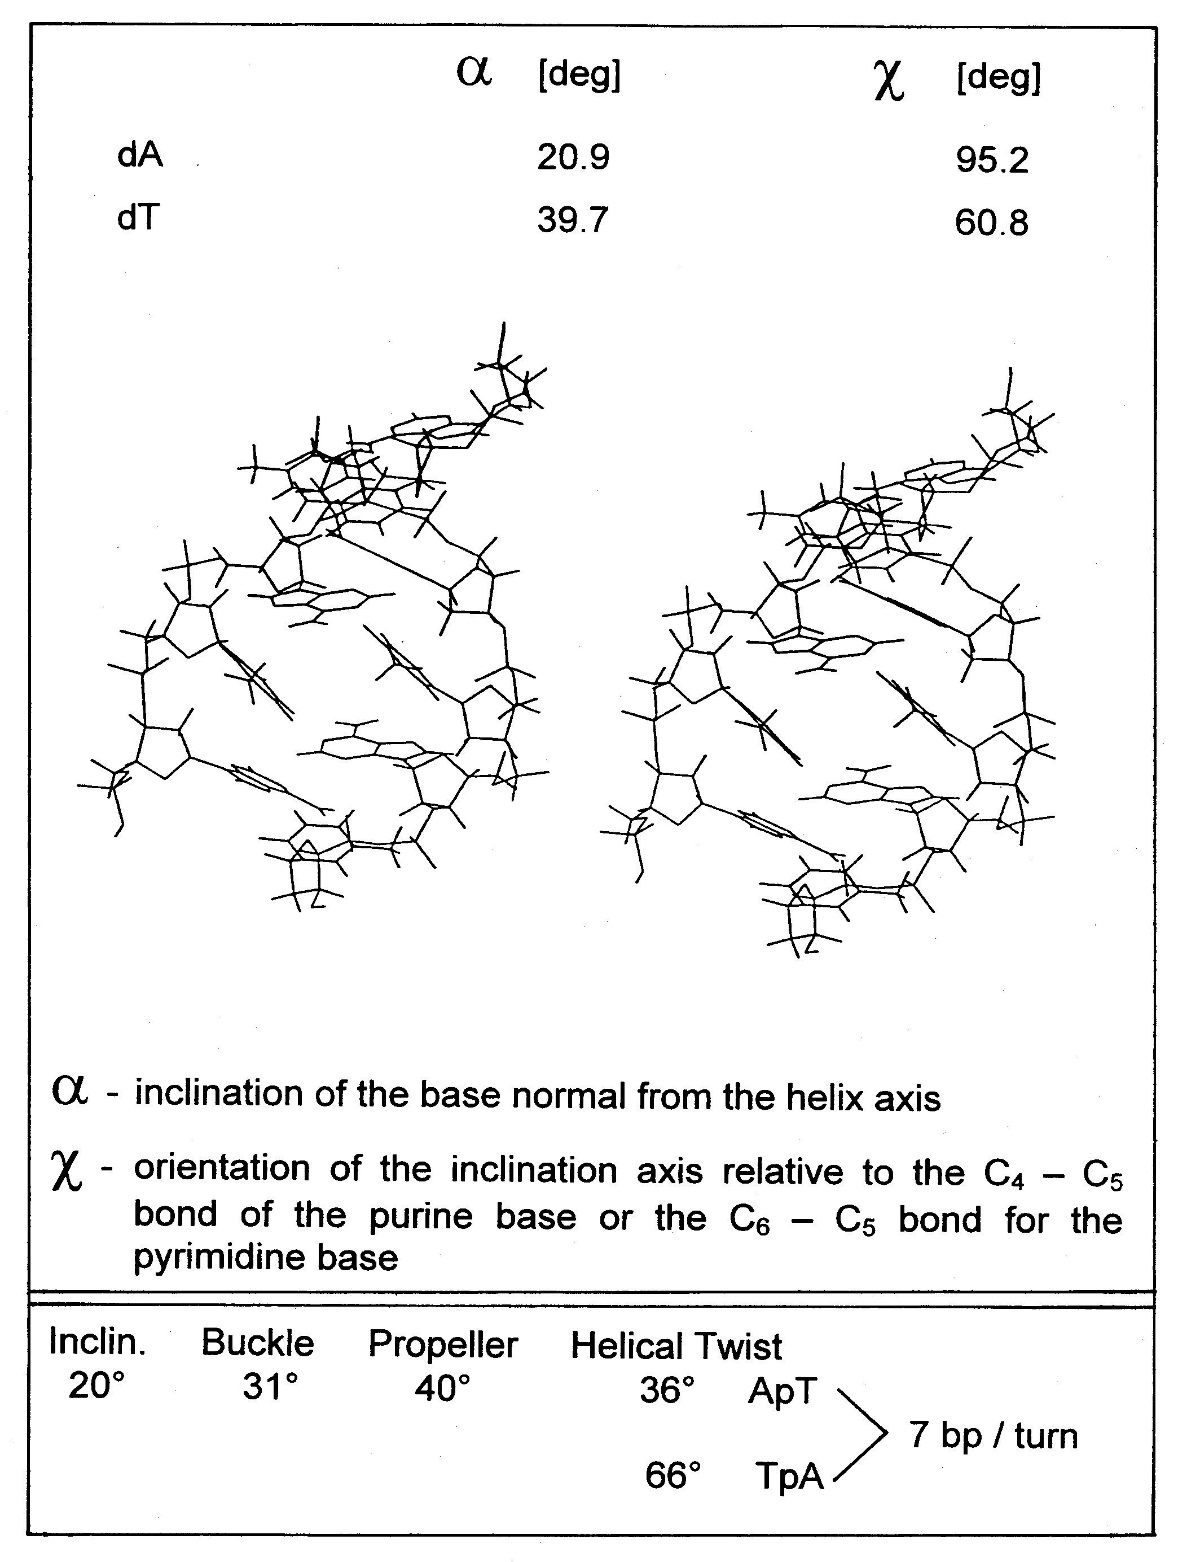 α [deg] χ [deg]
dA 20.9 95.2
dT 39.7 60.8
α - inclination of the base normal from the helix axis
χ - orientation of the inclination axis relative to the C₄ – C₅
bond of the purine base or the C₆ – C₅ bond for the
pyrimidine base
Inclin. Buckle Propeller Helical Twist
20° 31° 40° 36° ApT
7 bp / turn
66° TpA